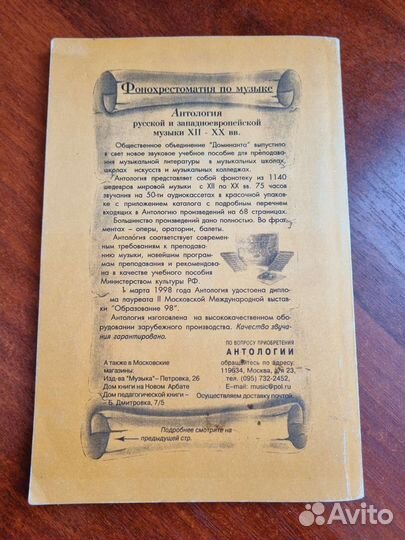 Фонохрестоматия по музыке
Антология
русской и западноевропейской
музыки XII - XX вв.
Общественное объединение "Доминанта" выпустило
в свет новое звуковое учебное пособие для преподава-
ния музыкальной литературы в музыкальных школах,
школах искусств и музыкальных колледжах.
Антология представляет собой фонотеку из 1140
шедевров мировой музыки с XII по XX вв. 75 часов
звучания на 50-ти аудиокассетах в красочной упаков-
ке с приложением каталога с подробным перечнем
входящих в Антологию произведений на 68 страницах.
Большинство произведений дано полностью. Во фраг-
ментах – оперы, оратории, балеты.
Антология соответствует современ-
ным требованиям к преподава-
нию музыки, новейшим програм-
мам преподавания и рекомендова-
на в качестве учебного пособия
Министерством культуры РФ.
1 марта 1998 года Антология удостоена дипло-
ма лауреата II Московской Международной выстав-
ки "Образование 98".
Антология изготовлена на высококачественном обо-
рудовании зарубежного производства. Качество звуча-
ния гарантировано.
ПО ВОПРОСУ ПРИОБРЕТЕНИЯ
АНТОЛОГИИ
обращайтесь по адресу:
119634, Москва, а/я 23,
тел. (095) 732-2452,
E-mail: music@pol.ru
Осуществляем доставку почтой.
А также в Московские
магазины:
Изд-ва "Музыка"– Петровка, 26
Дом книги на Новом Арбате
Дом педагогической книги –
– Б. Дмитровка, 7/5
Подробнее смотрите на
предыдущей стр.
Avito